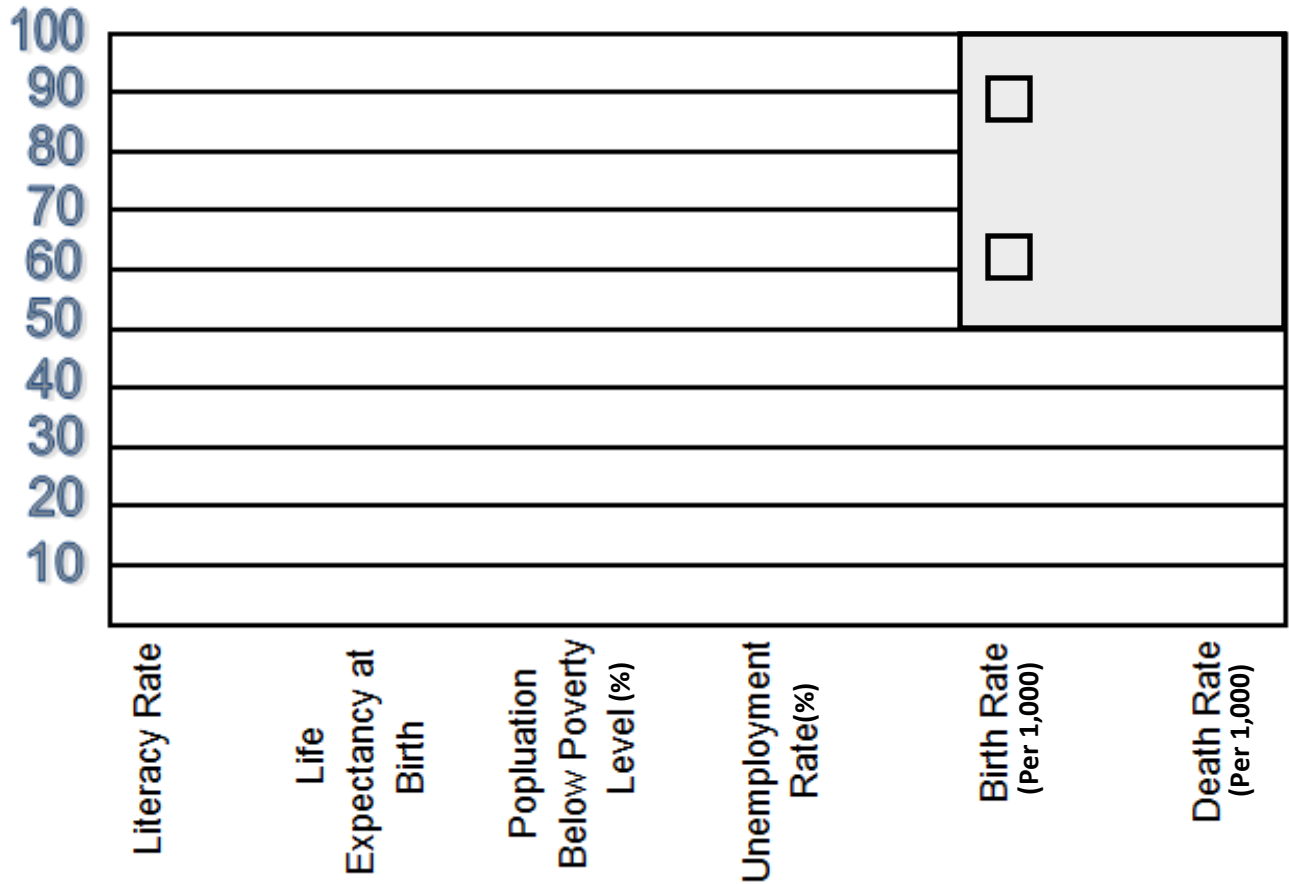 100
90
80
70
60
50
40
30
20
10
Literacy Rate
Life
Expectancy at
Birth
Popluation
Below Poverty
Level (%)
Unemployment
Rate(%)
Birth Rate
(Per 1,000)
Death Rate
(Per 1,000)